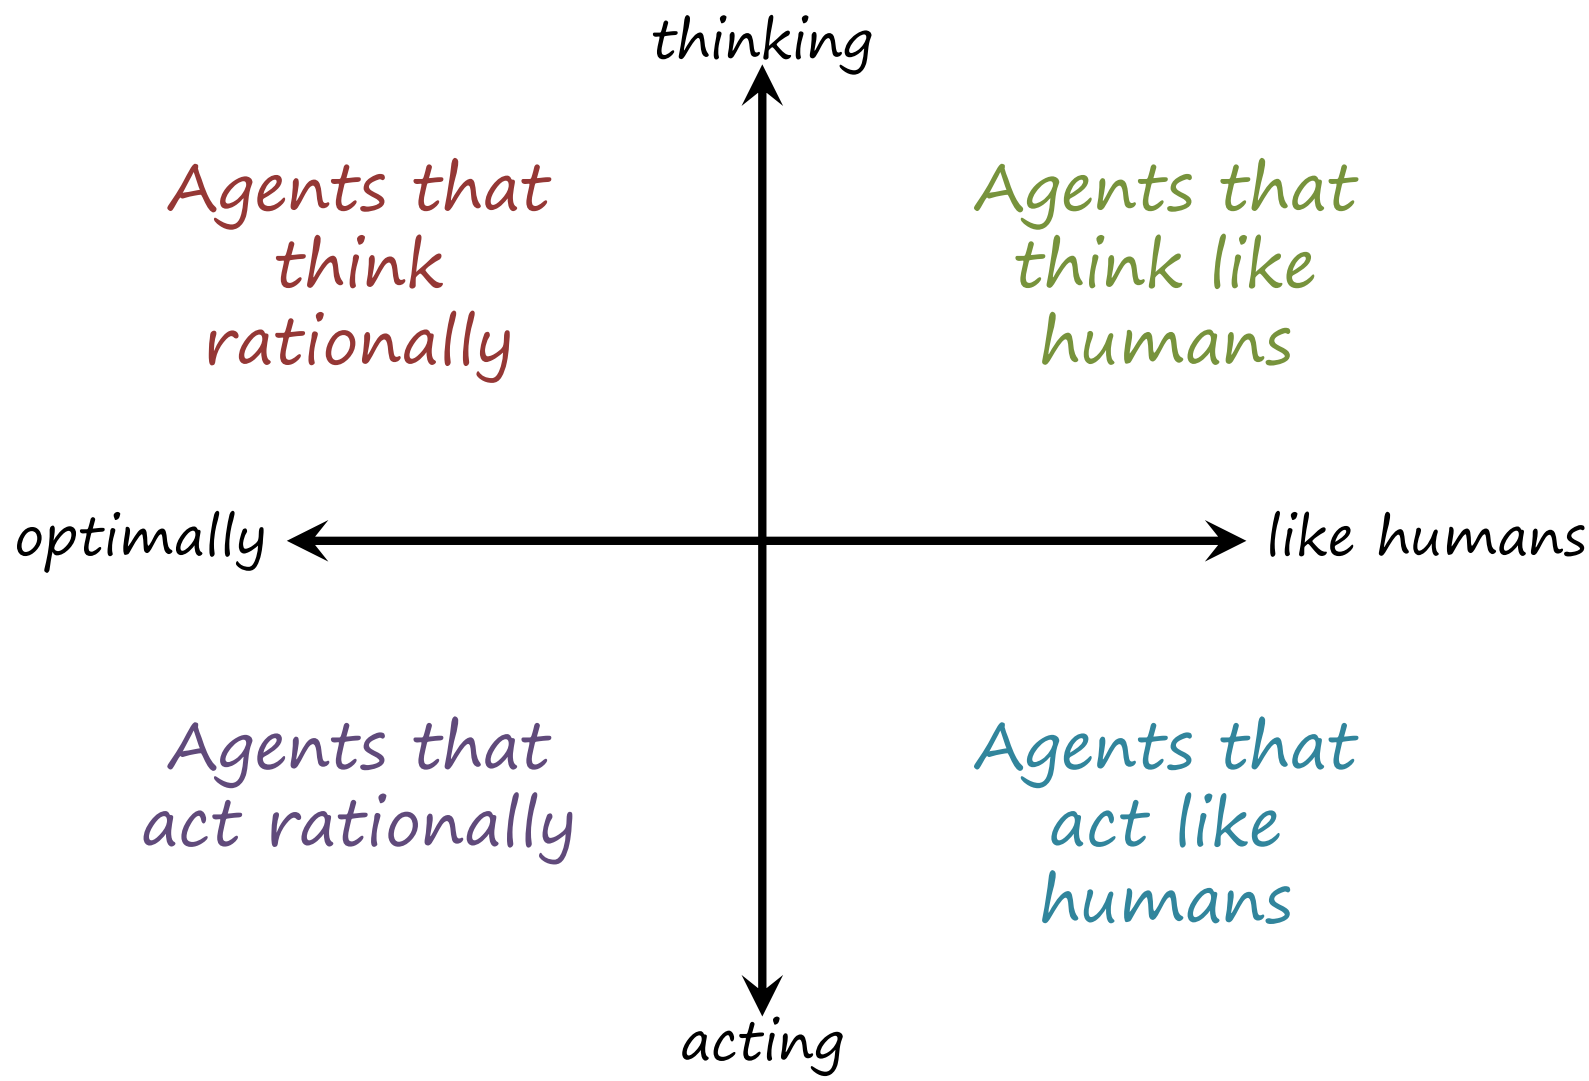 thinking
Agents that
think
rationally
Agents that
think like
humans
optimally
like humans
Agents that
act rationally
Agents that
act like
humans
acting